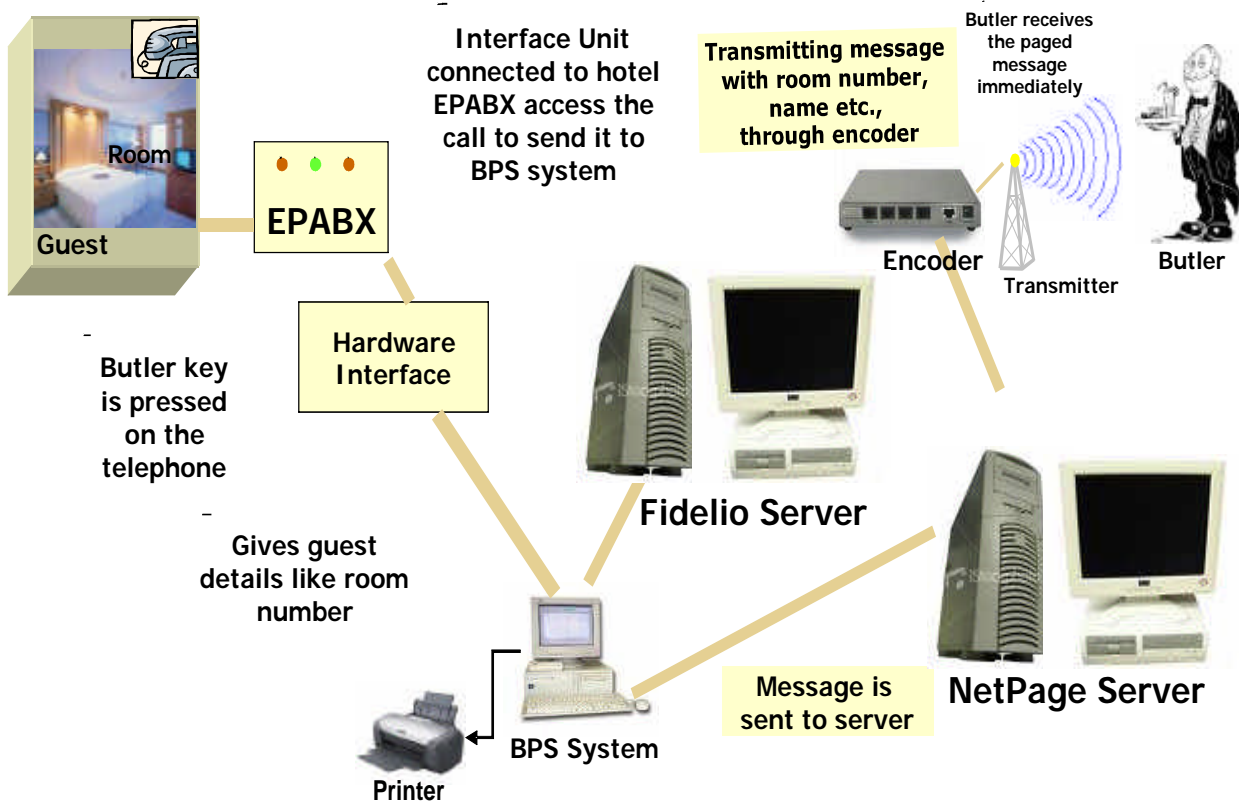 Interface Unit
connected to hotel
EPABX access the
call to send it to
BPS system
Transmitting message
with room number,
name etc.,
through encoder
Butler receives
the paged
message
immediately
Room
Guest
EPABX
Encoder
Transmitter
Butler
Hardware
Interface
Butler key
is pressed
on the
telephone
Fidelio Server
Gives guest
details like room
number
NetPage Server
Message is
sent to server
BPS System
Printer